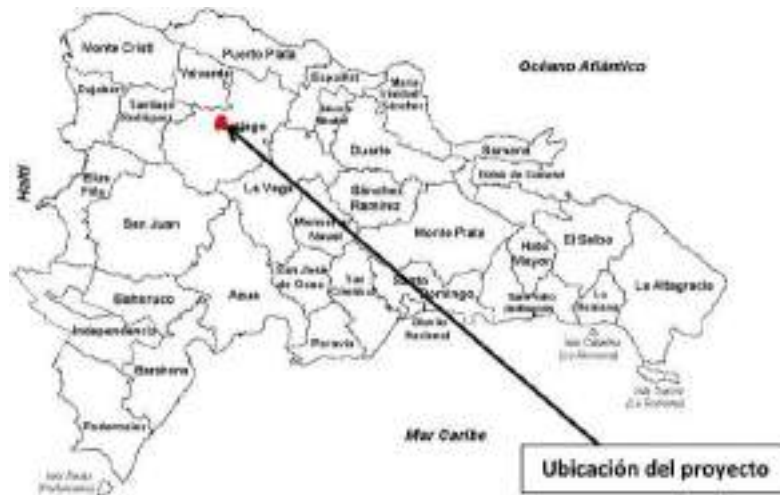 Monte Cristi
Puerto Plata
Valverde
Espaillat
Océano Atlántico
María
Trinidad
Sánchez
Dajabón
Santiago
Rodríguez
Duarte
Samaná
Haití
Elías
Piña
La Vega
Sánchez
Ramírez
San Juan
Monseñor
Nouel
Monte Plata
Hato
Mayor
El Seibo
La Altagracia
San José
de Ocoa
San
Cristóbal
Santo
Domingo
Bahoruco
Azua
La
Romana
Independencia
Peravia
Distrito
Nacional
Barahona
Pedernales
Mar Caribe
Ubicación del proyecto